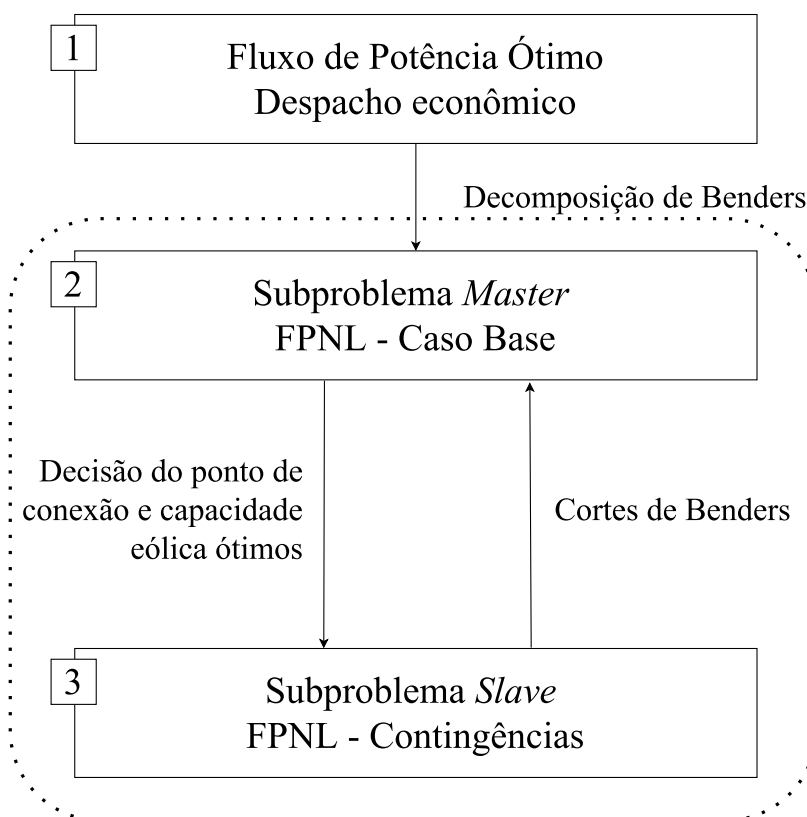 1
Fluxo de Potência Ótimo
Despacho econômico
Decomposição de Benders
2
Subproblema Master
FPNL - Caso Base
Decisão do ponto de
conexão e capacidade
eólica ótimos
Cortes de Benders
3
Subproblema Slave
FPNL - Contingências